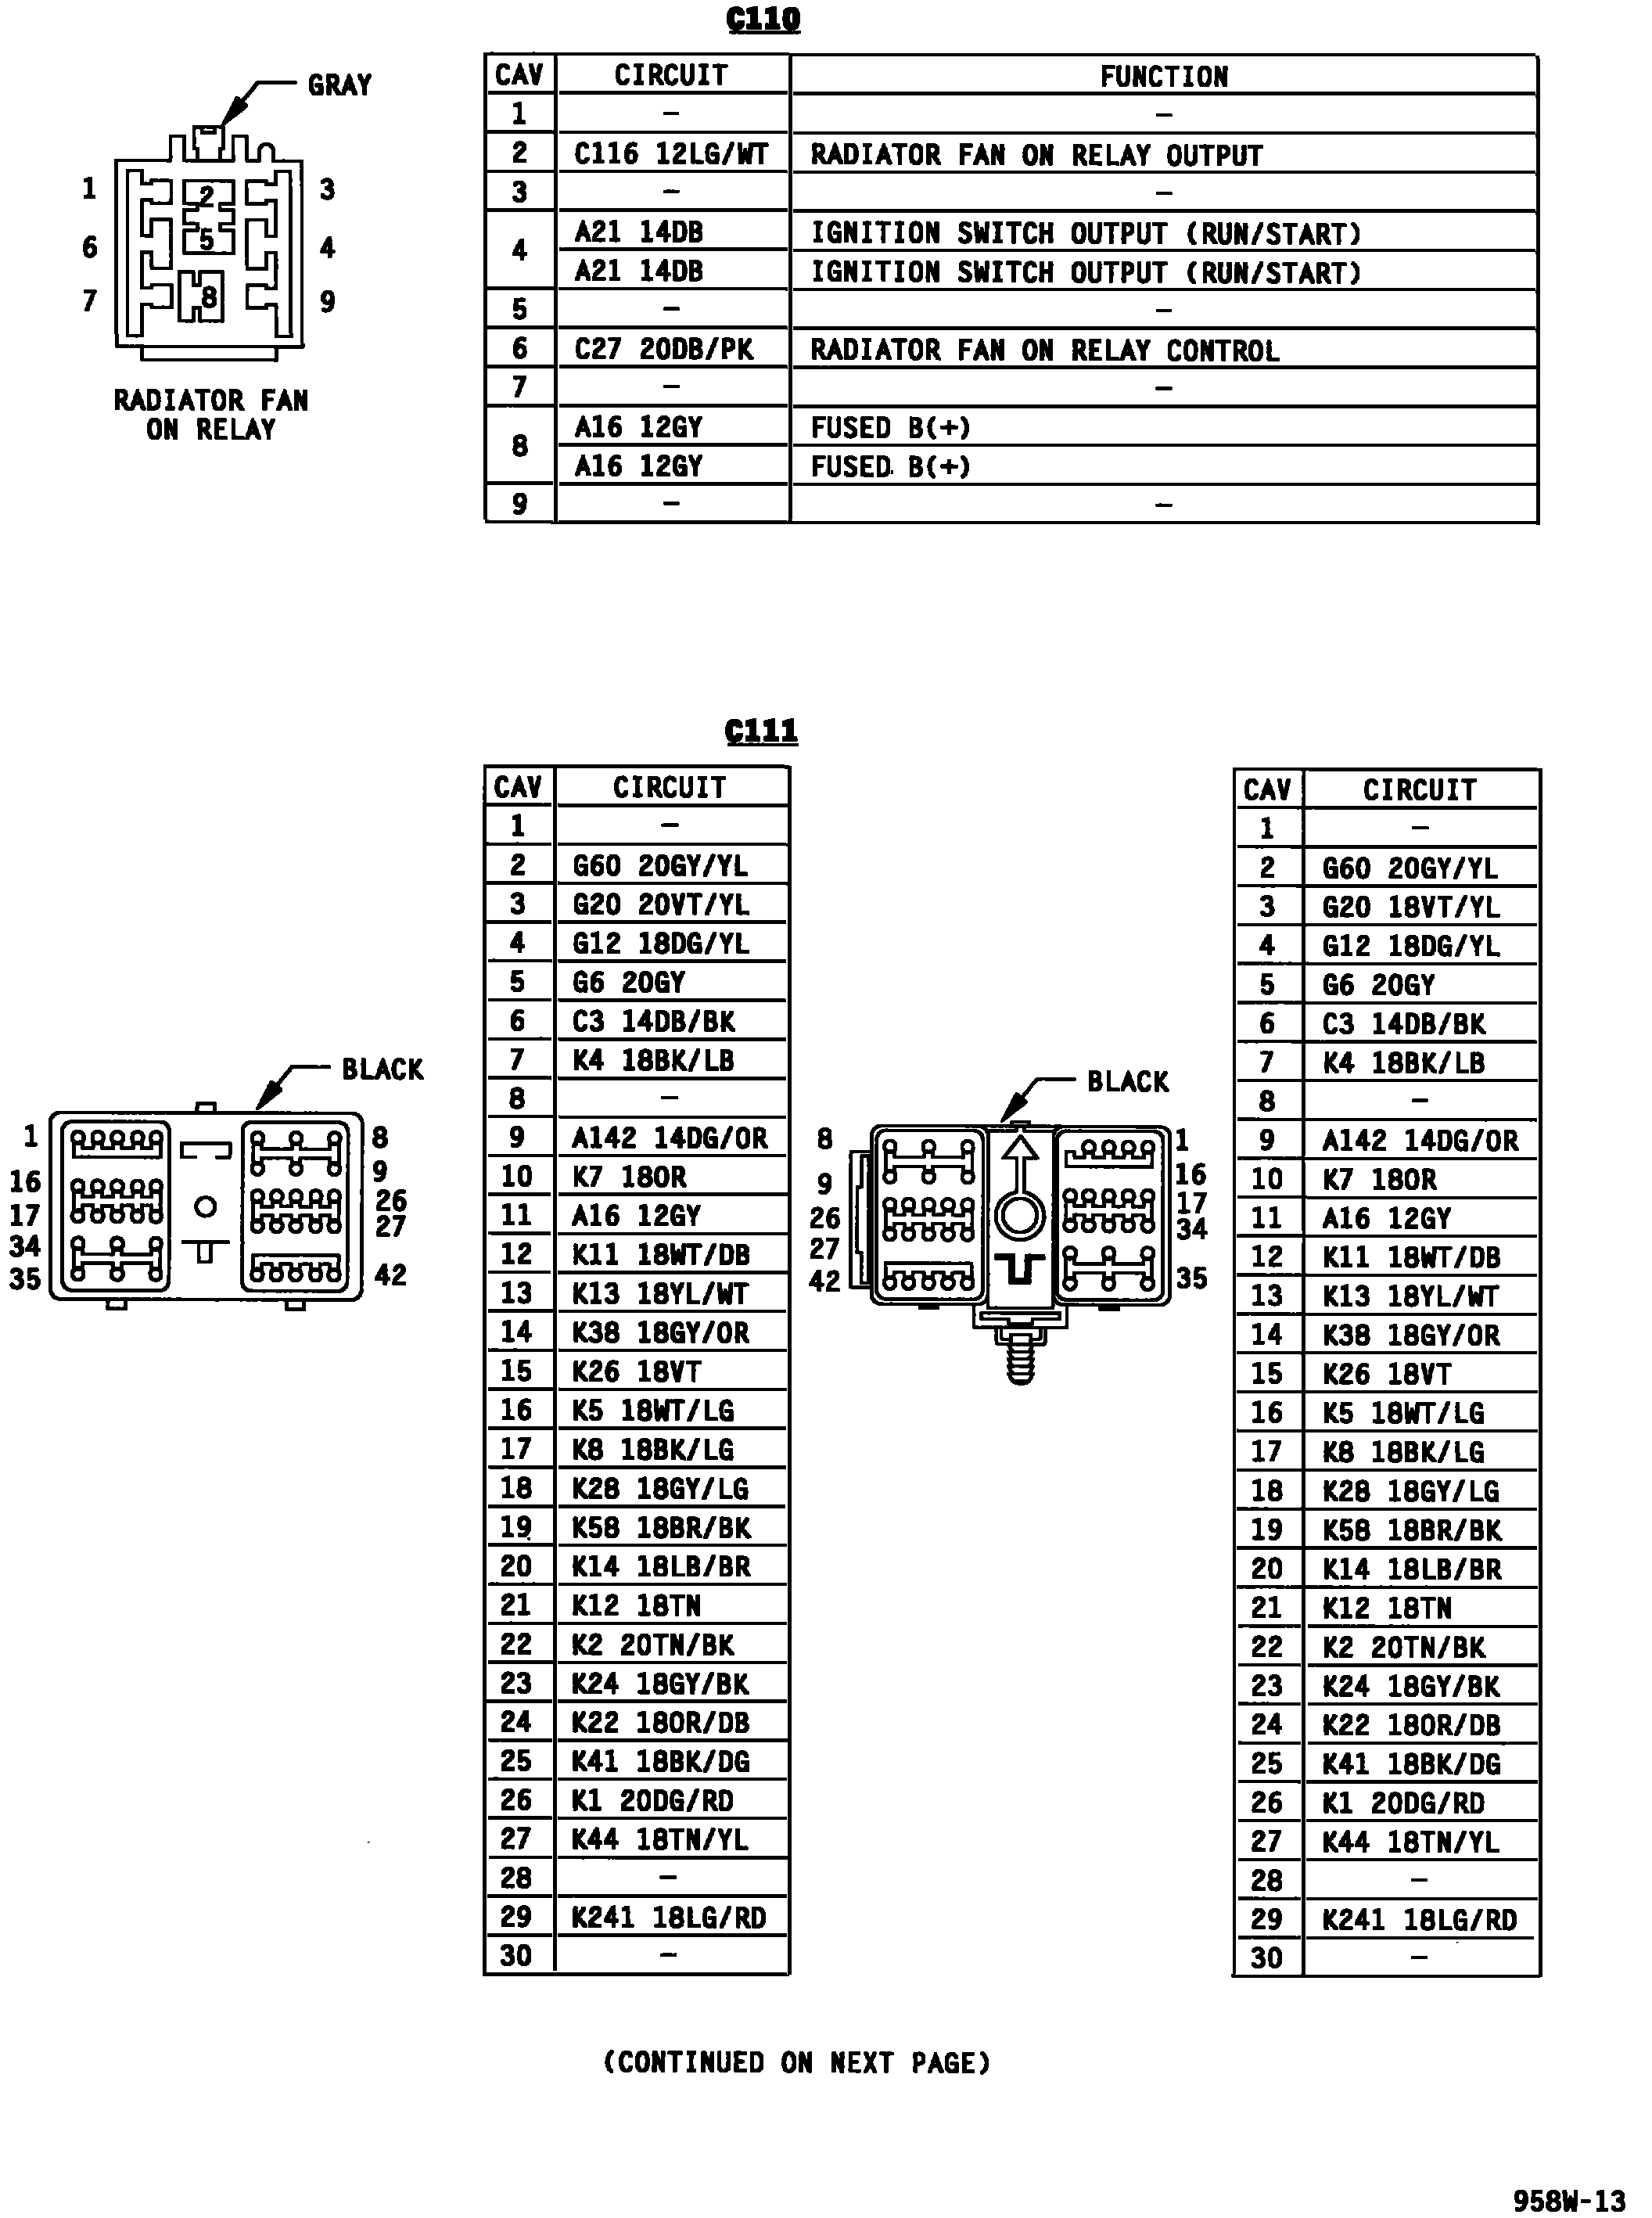 C110
GRAY
1
2
3
5
6
4
7
8
9
RADIATOR FAN
ON RELAY
CAV CIRCUIT FUNCTION
1 - -
2 C116 12LG/WT RADIATOR FAN ON RELAY OUTPUT
3 - -
4 A21 14DB IGNITION SWITCH OUTPUT (RUN/START)
A21 14DB IGNITION SWITCH OUTPUT (RUN/START)
5 - -
6 C27 20DB/PK RADIATOR FAN ON RELAY CONTROL
7 - -
8 A16 12GY FUSED B(+)
A16 12GY FUSED B(+)
9 - -
C111
BLACK
1
8
9
16
17
26
27
34
35
42
CAV CIRCUIT
1 -
2 G60 20GY/YL
3 G20 20VT/YL
4 G12 18DG/YL
5 G6 20GY
6 C3 14DB/BK
7 K4 18BK/LB
8 -
9 A142 14DG/OR
10 K7 18OR
11 A16 12GY
12 K11 18WT/DB
13 K13 18YL/WT
14 K38 18GY/OR
15 K26 18VT
16 K5 18WT/LG
17 K8 18BK/LG
18 K28 18GY/LG
19 K58 18BR/BK
20 K14 18LB/BR
21 K12 18TN
22 K2 20TN/BK
23 K24 18GY/BK
24 K22 18OR/DB
25 K41 18BK/DG
26 K1 20DG/RD
27 K44 18TN/YL
28 -
29 K241 18LG/RD
30 -
BLACK
8
1
9
16
17
26
34
27
42
35
CAV CIRCUIT
1 -
2 G60 20GY/YL
3 G20 18VT/YL
4 G12 18DG/YL
5 G6 20GY
6 C3 14DB/BK
7 K4 18BK/LB
8 -
9 A142 14DG/OR
10 K7 18OR
11 A16 12GY
12 K11 18WT/DB
13 K13 18YL/WT
14 K38 18GY/OR
15 K26 18VT
16 K5 18WT/LG
17 K8 18BK/LG
18 K28 18GY/LG
19 K58 18BR/BK
20 K14 18LB/BR
21 K12 18TN
22 K2 20TN/BK
23 K24 18GY/BK
24 K22 18OR/DB
25 K41 18BK/DG
26 K1 20DG/RD
27 K44 18TN/YL
28 -
29 K241 18LG/RD
30 -
(CONTINUED ON NEXT PAGE)
958W-13